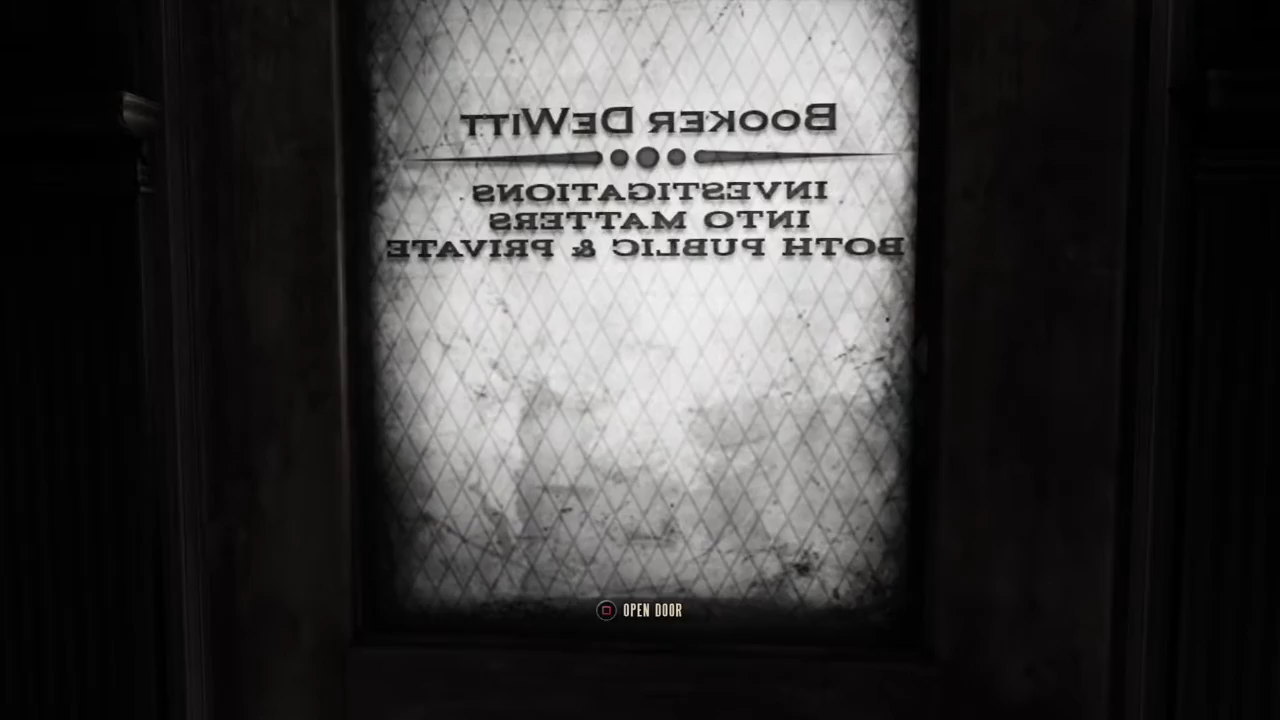 BOOKER DEWITT
INVESTIGATIONS
INTO MATTERS
BOTH PUBLIC & PRIVATE
OPEN DOOR